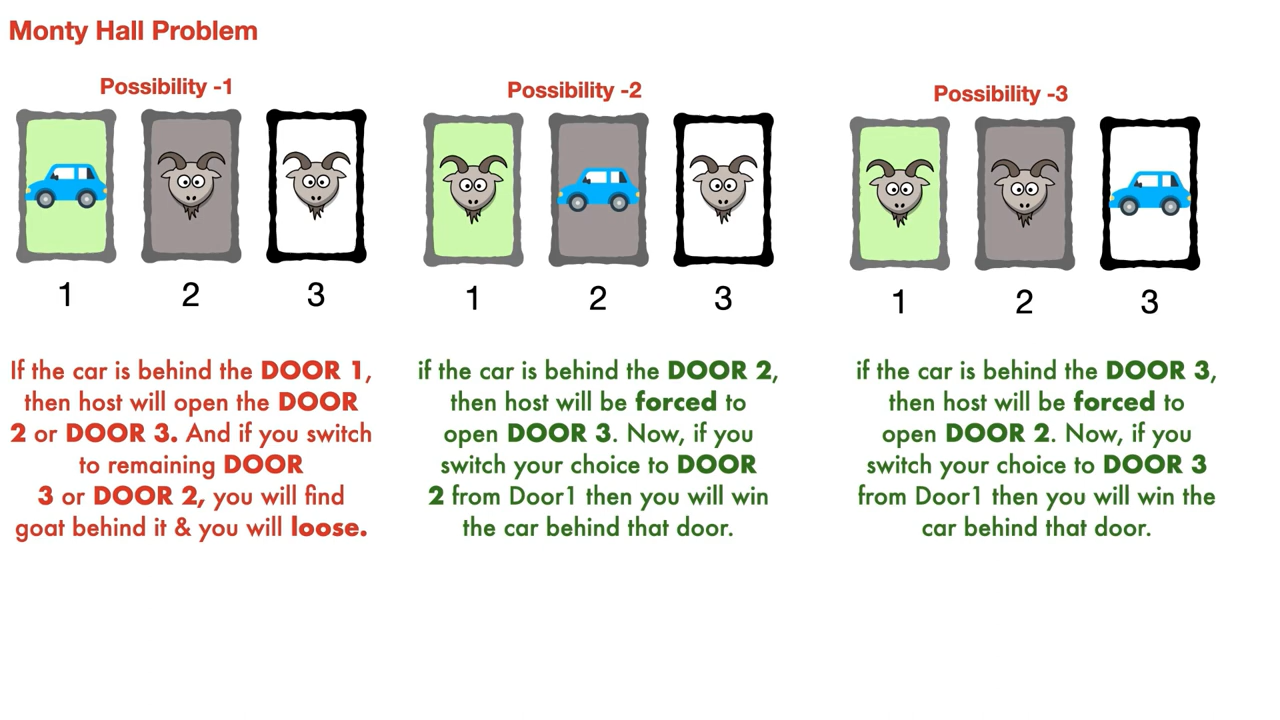 Monty Hall Problem
Possibility -1
1
2
3
If the car is behind the DOOR 1,
then host will open the DOOR
2 or DOOR 3. And if you switch
to remaining DOOR
3 or DOOR 2, you will find
goat behind it & you will loose.
Possibility -2
1
2
3
if the car is behind the DOOR 2,
then host will be forced to
open DOOR 3. Now, if you
switch your choice to DOOR
2 from Door1 then you will win
the car behind that door.
Possibility -3
1
2
3
if the car is behind the DOOR 3,
then host will be forced to
open DOOR 2. Now, if you
switch your choice to DOOR 3
from Door1 then you will win the
car behind that door.